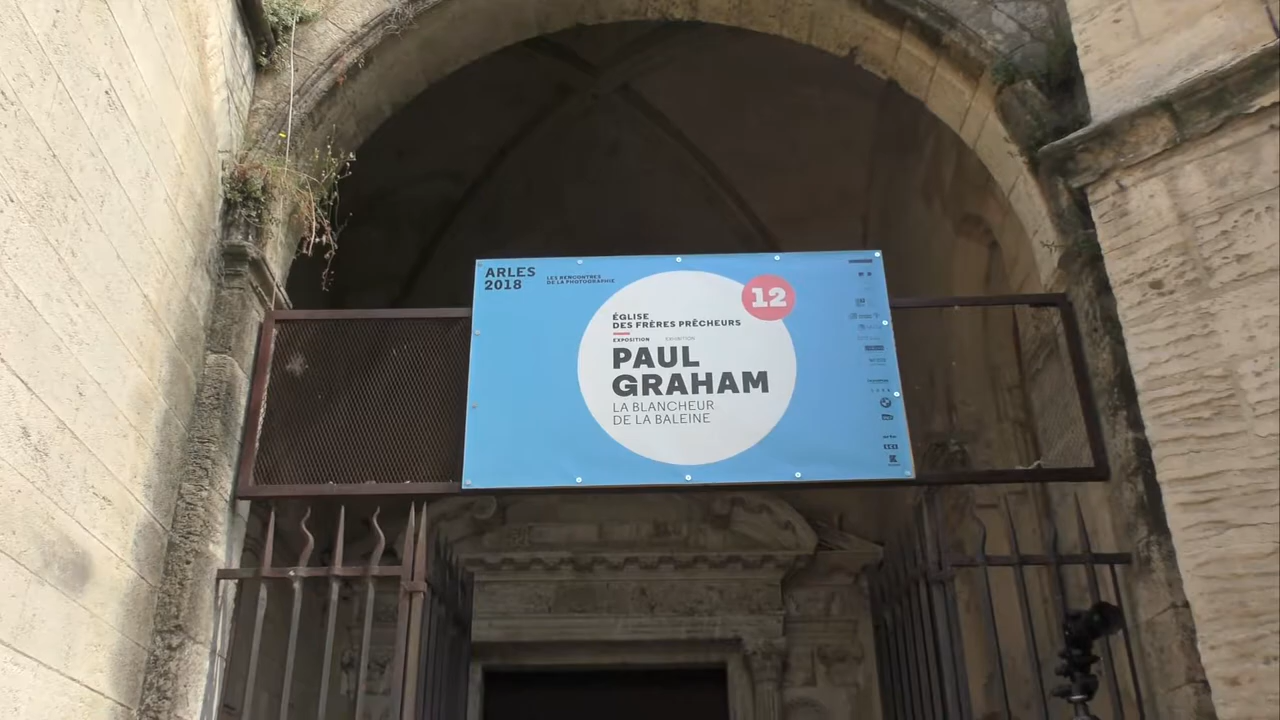 ARLES
2018
LES RENCONTRES
DE LA PHOTOGRAPHIE
12
ÉGLISE
DES FRÈRES PRÊCHEURS
EXPOSITION EXHIBITION
PAUL
GRAHAM
LA BLANCHEUR
DE LA BALEINE